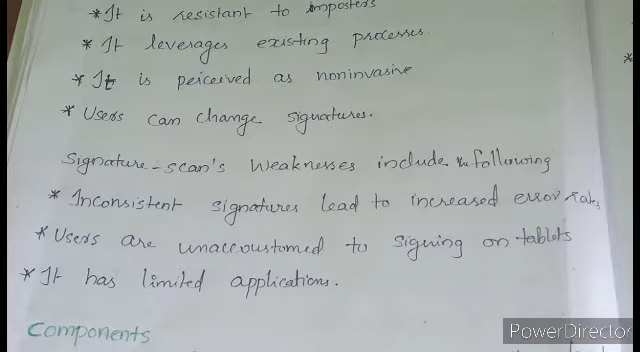 *It is resistant to imposters
* It leverages existing processes.
* It is peiceived as noninvasive
* Users can change signatures.
Signature-scan's weaknesses include the following
* Inconsistent signatures lead to increased error rates
* Users are unaccoustomed to signing on tablets
* It has limited applications.
Components
PowerDirector